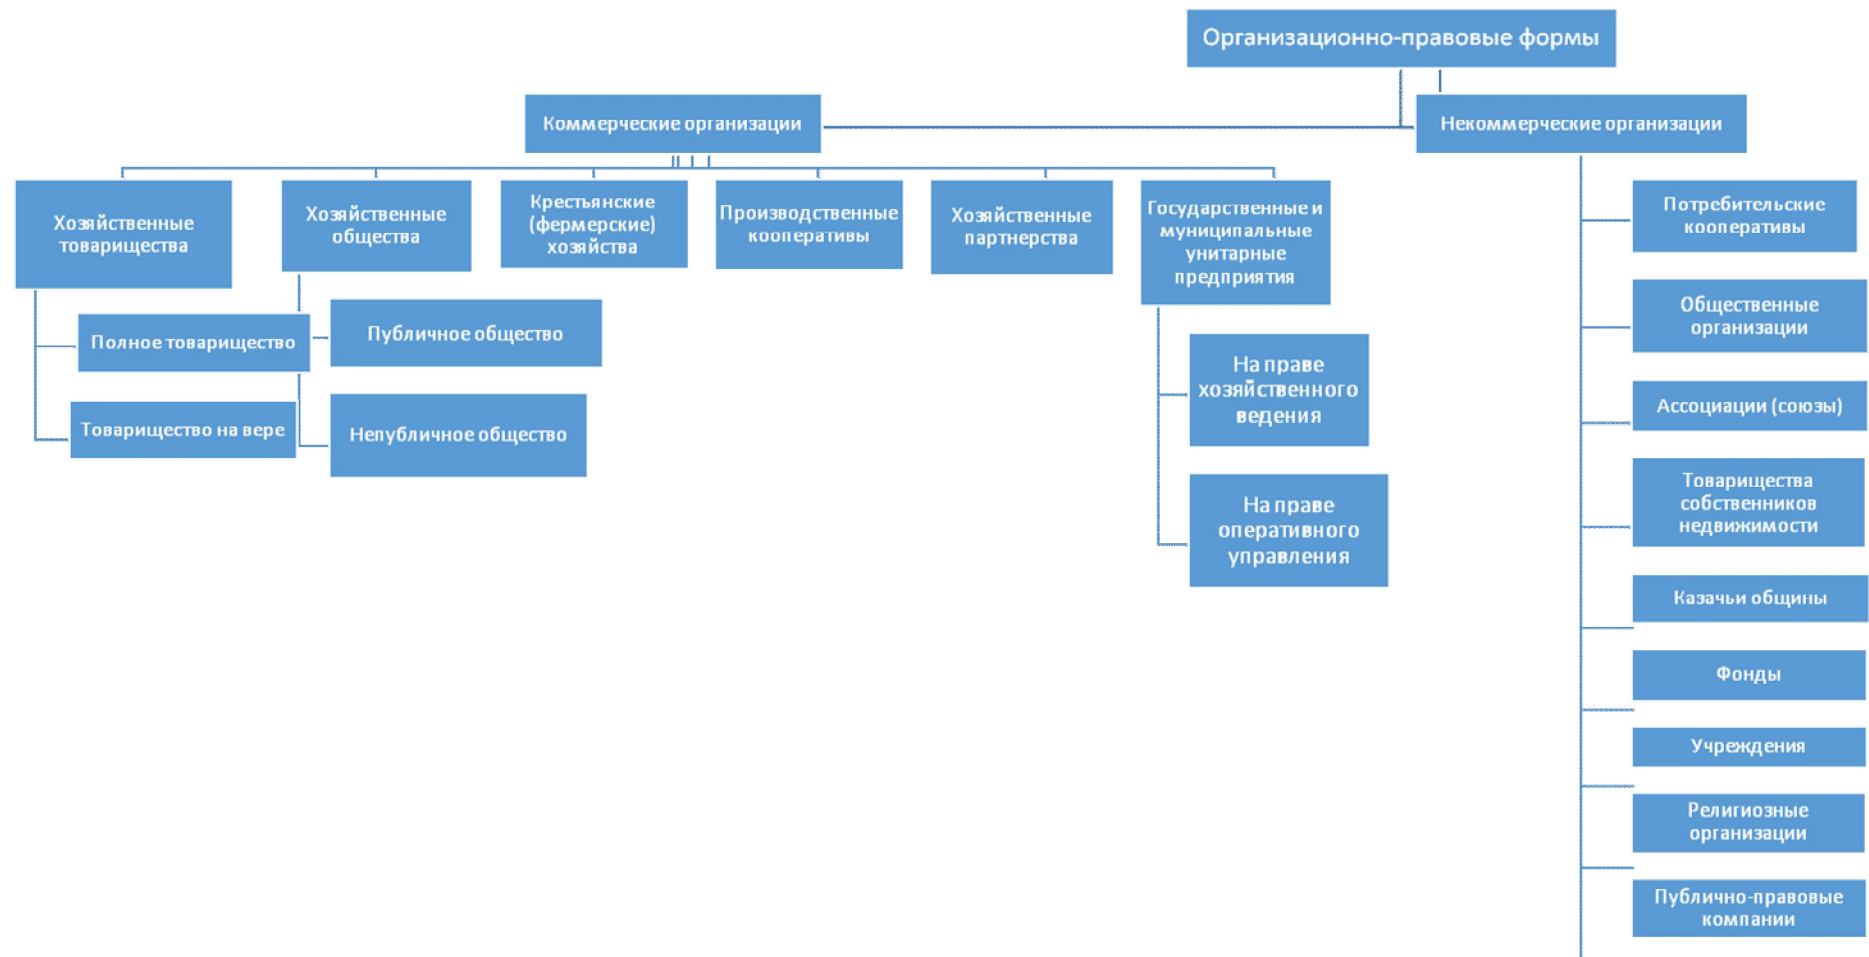 Организационно-правовые формы
Коммерческие организации
Некоммерческие организации
Хозяйственные
товарищества
Хозяйственные
общества
Крестьянские
(фермерские)
хозяйства
Производственные
кооперативы
Хозяйственные
партнерства
Государственные и
муниципальные
унитарные
предприятия
Полное товарищество
Товарищество на вере
Публичное общество
Непубличное общество
На праве
хозяйственного
ведения
На праве
оперативного
управления
Потребительские
кооперативы
Общественные
организации
Ассоциации (союзы)
Товарищества
собственников
недвижимости
Казачьи общины
Фонды
Учреждения
Религиозные
организации
Публично-правовые
компании